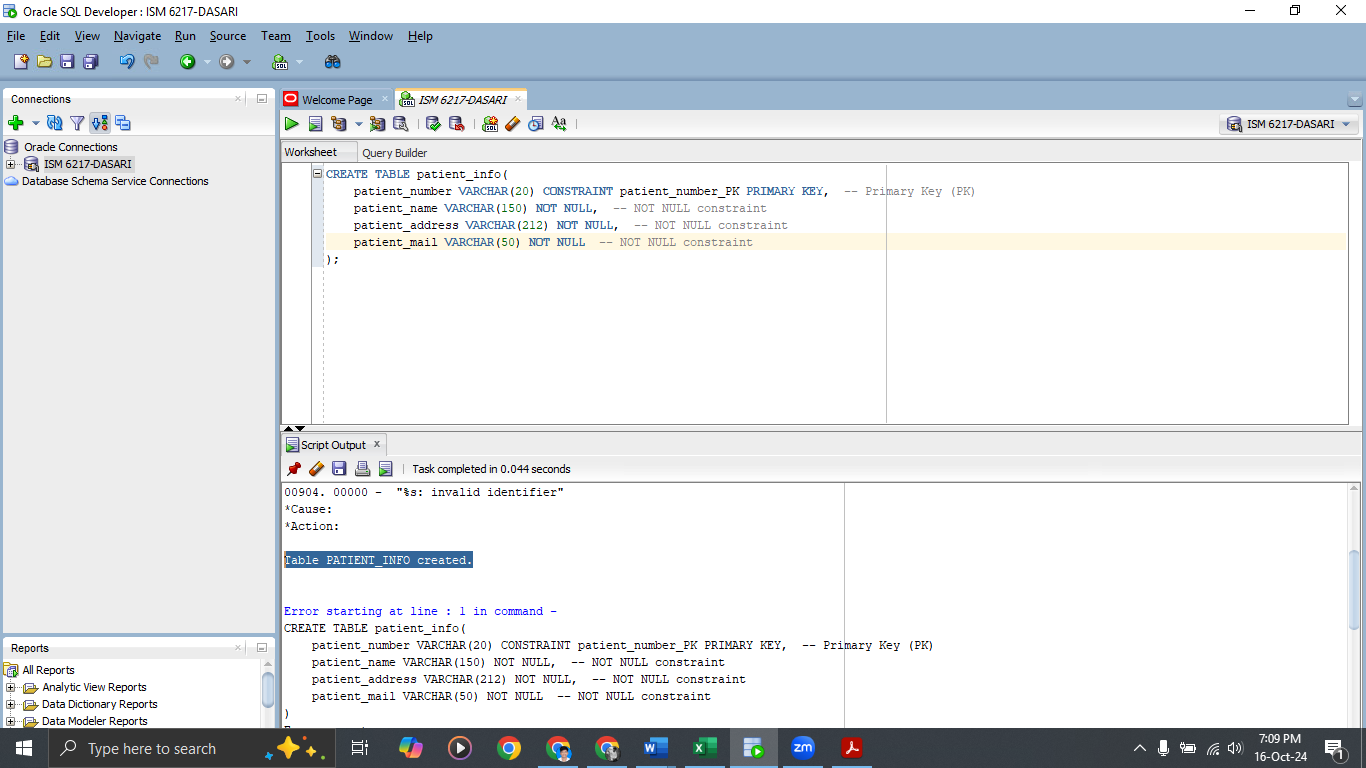 Oracle SQL Developer : ISM 6217-DASARI
File Edit View Navigate Run Source Team Tools Window Help
Connections
Oracle Connections
ISM 6217-DASARI
Database Schema Service Connections
Welcome Page
ISM 6217-DASARI
ISM 6217-DASARI
Worksheet Query Builder
CREATE TABLE patient_info(
patient_number VARCHAR(20) CONSTRAINT patient_number_PK PRIMARY KEY,  -- Primary Key (PK)
patient_name VARCHAR(150) NOT NULL,  -- NOT NULL constraint
patient_address VARCHAR(212) NOT NULL,  -- NOT NULL constraint
patient_mail VARCHAR(50) NOT NULL  -- NOT NULL constraint
);
Script Output
Task completed in 0.044 seconds
00904. 00000 -  "%s: invalid identifier"
*Cause:
*Action:
Table PATIENT_INFO created.
Error starting at line : 1 in command -
CREATE TABLE patient_info(
patient_number VARCHAR(20) CONSTRAINT patient_number_PK PRIMARY KEY,  -- Primary Key (PK)
patient_name VARCHAR(150) NOT NULL,  -- NOT NULL constraint
patient_address VARCHAR(212) NOT NULL,  -- NOT NULL constraint
patient_mail VARCHAR(50) NOT NULL  -- NOT NULL constraint
)
Reports
All Reports
Analytic View Reports
Data Dictionary Reports
Data Modeler Reports
Type here to search
zm
7:09 PM
16-Oct-24
1